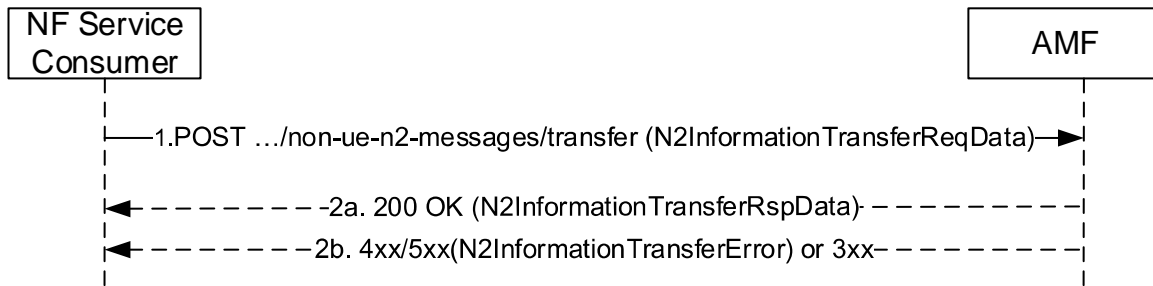 NF Service
Consumer
AMF
1.POST …/non-ue-n2-messages/transfer (N2InformationTransferReqData)
2a. 200 OK (N2InformationTransferRspData)
2b. 4xx/5xx(N2InformationTransferError) or 3xx